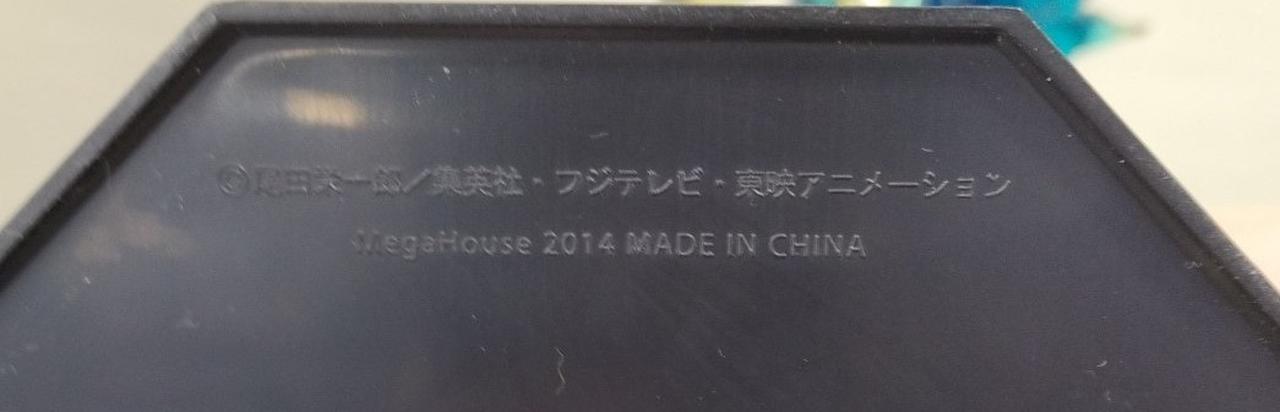 ©尾田栄一郎／集英社・フジテレビ・東映アニメーション
MegaHouse 2014 MADE IN CHINA